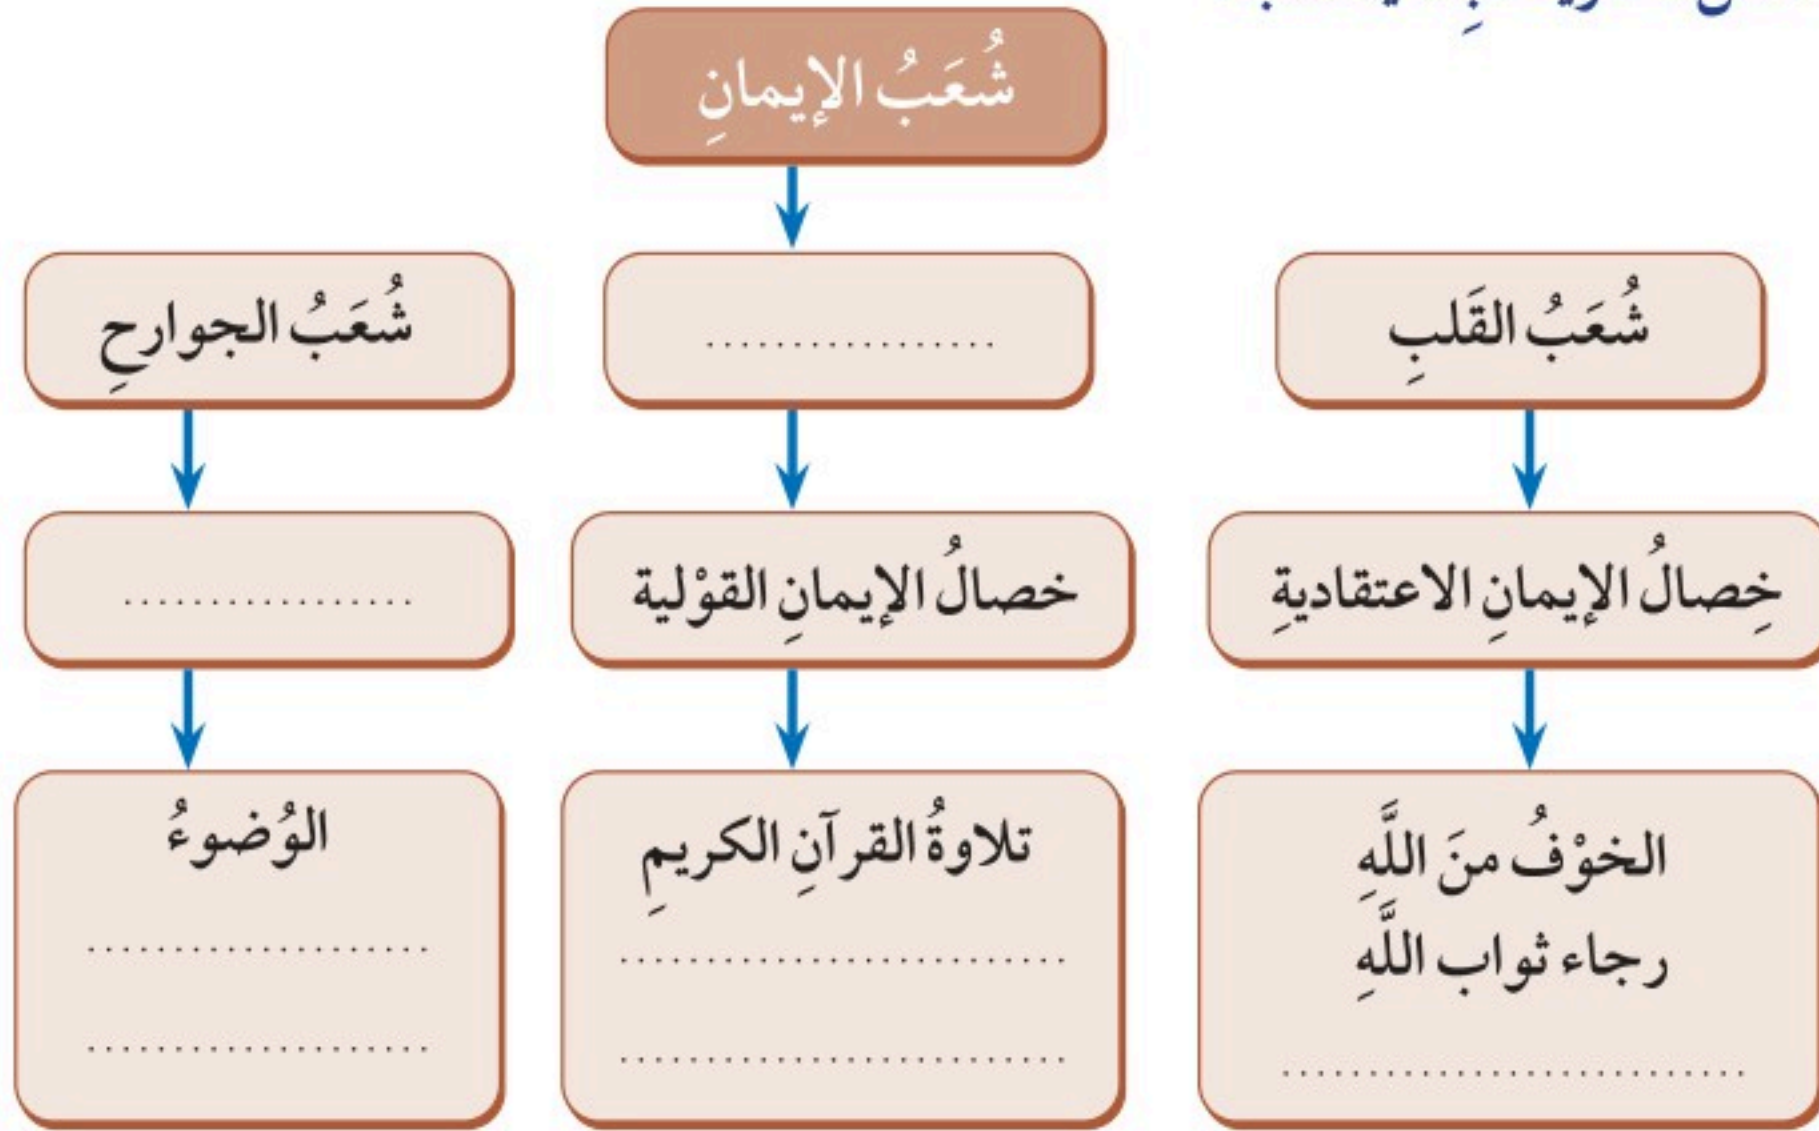 شُعَبُ الإيمانِ
شُعَبُ القَلبِ
.................
شُعَبُ الجوارحِ
خِصالُ الإيمانِ الاعتقاديةِ
خصالُ الإيمانِ القوْلية
.................
الخوْفُ منَ اللَّهِ
رجاء ثواب اللَّهِ
...........................
تلاوةُ القرآنِ الكريمِ
..........................
..........................
الوُضوءُ
....................
....................